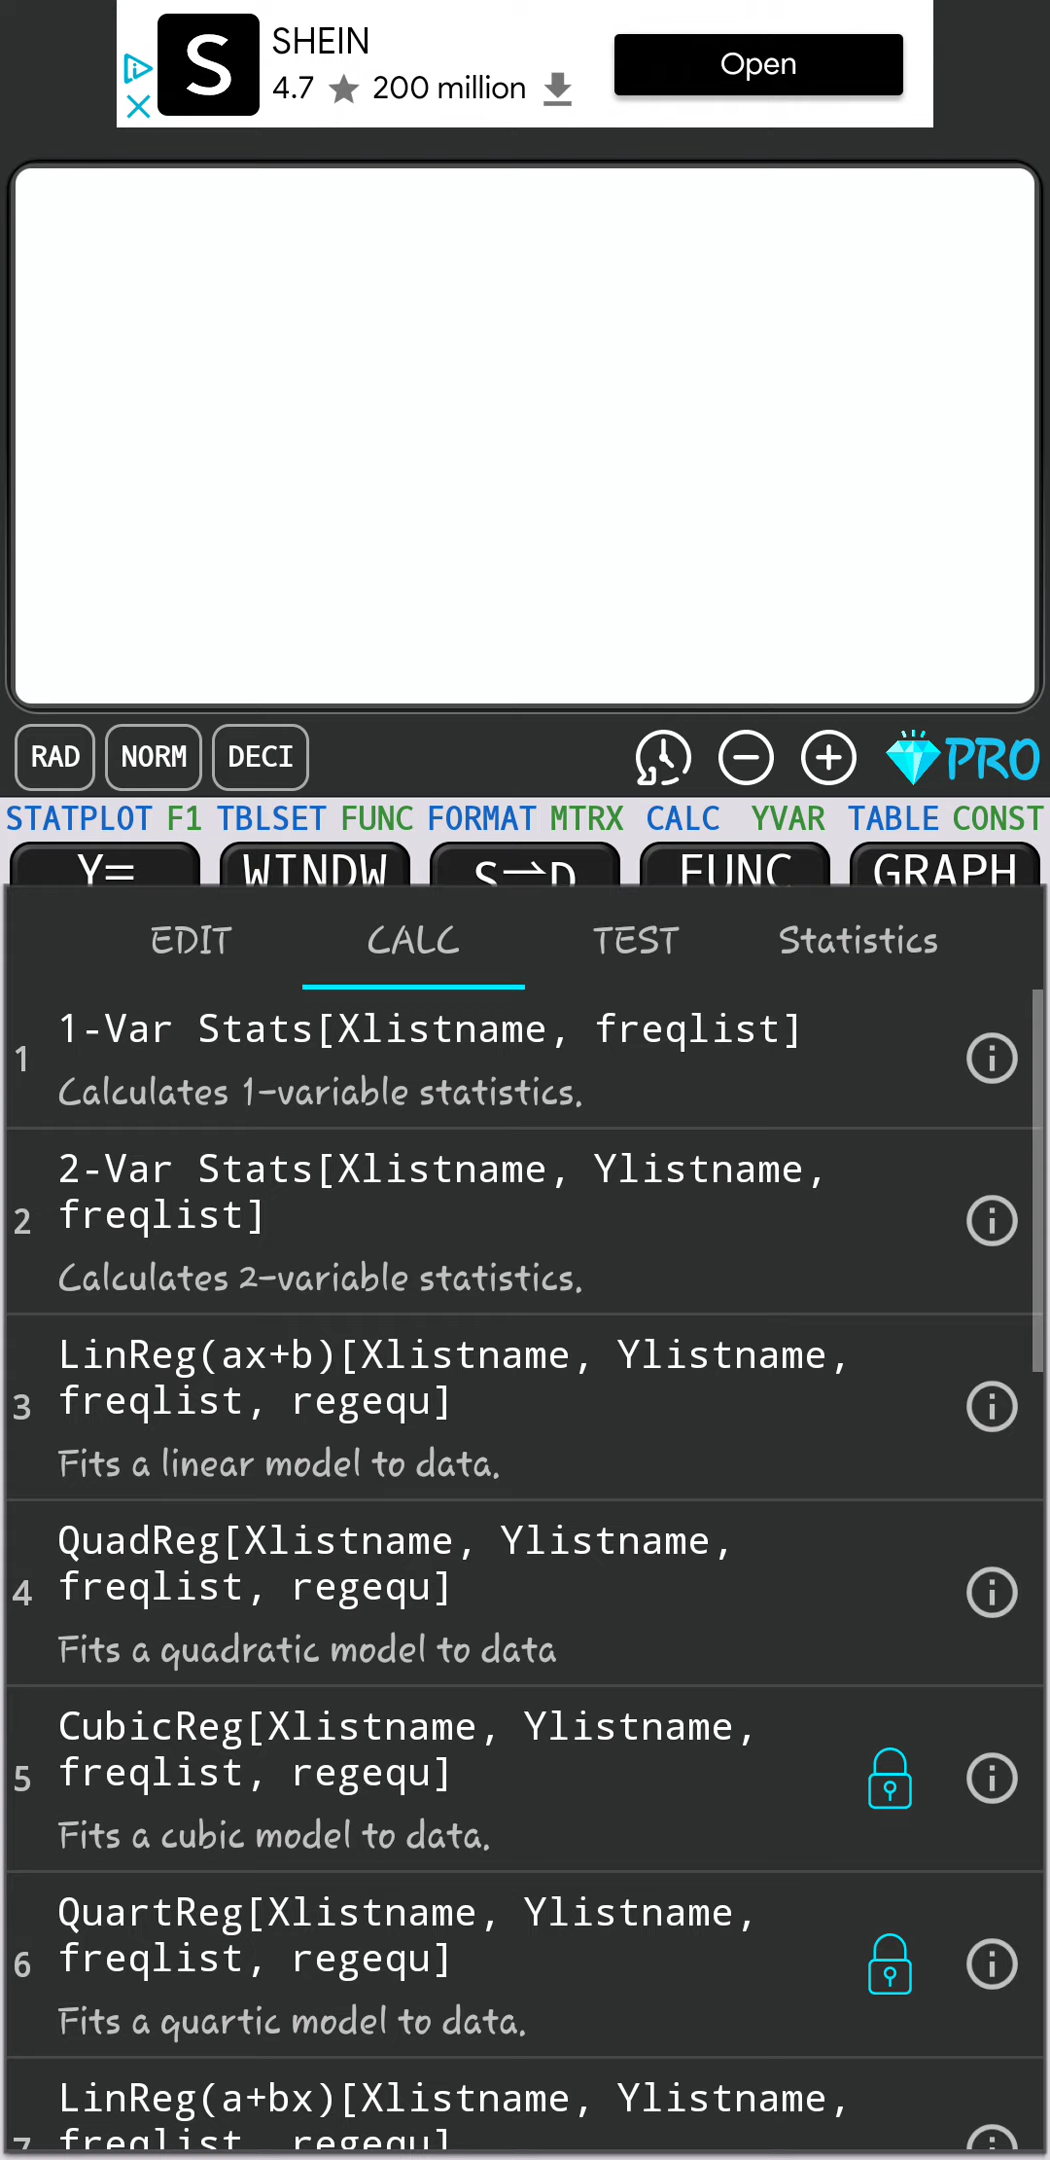 SHEIN
4.7 ★ 200 million
Open
RAD NORM DECI PRO
STATPLOT F1 TBLSET FUNC FORMAT MTRX CALC YVAR TABLE CONST
Y= WINDW S⇀D FUNC GRAPH
EDIT CALC TEST Statistics
1-Var Stats[Xlistname, freqlist]
1
Calculates 1-variable statistics.
2-Var Stats[Xlistname, Ylistname,
2 freqlist]
Calculates 2-variable statistics.
LinReg(ax+b)[Xlistname, Ylistname,
3 freqlist, regequ]
Fits a linear model to data.
QuadReg[Xlistname, Ylistname,
4 freqlist, regequ]
Fits a quadratic model to data
CubicReg[Xlistname, Ylistname,
5 freqlist, regequ]
Fits a cubic model to data.
QuartReg[Xlistname, Ylistname,
6 freqlist, regequ]
Fits a quartic model to data.
LinReg(a+bx)[Xlistname, Ylistname,
7 freqlist, regequ]